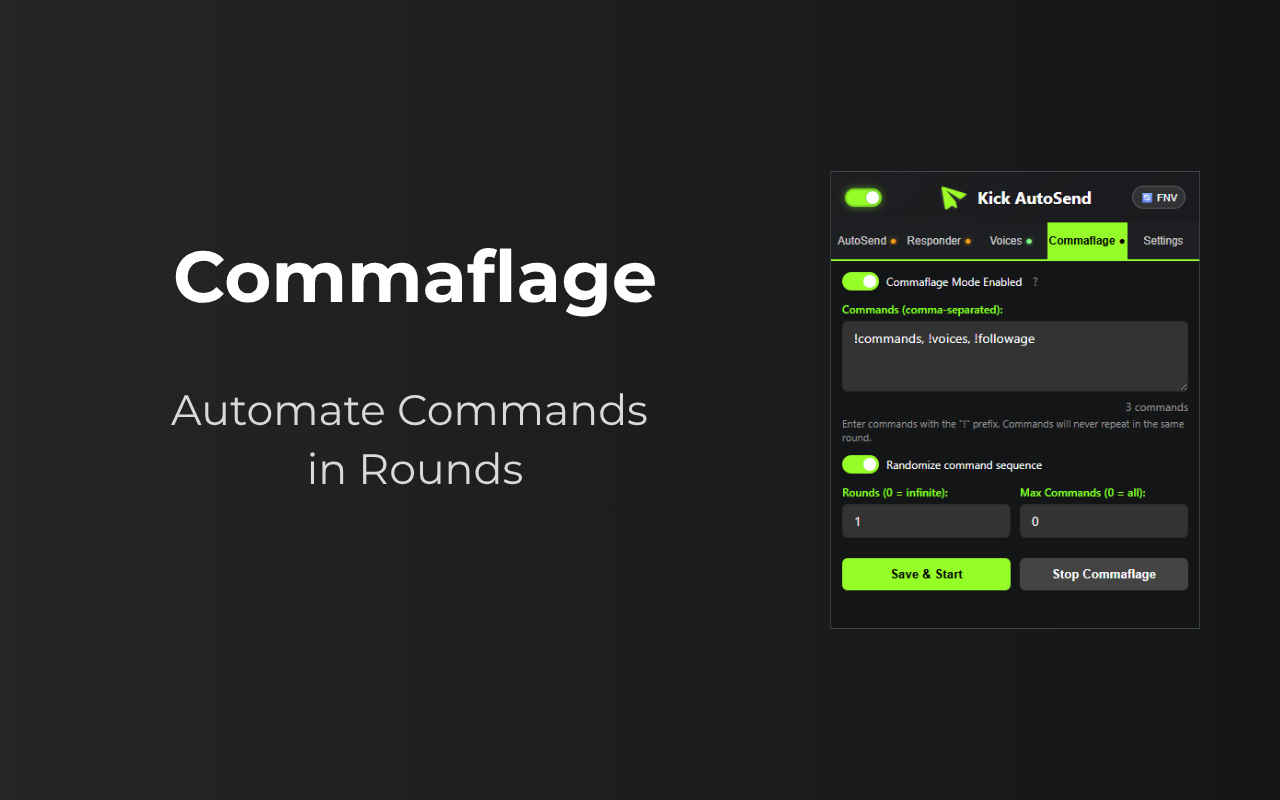 Commaflage
Automate Commands
in Rounds
Kick AutoSend
FNV
AutoSend
Responder
Voices
Commaflage
Settings
Commaflage Mode Enabled ?
Commands (comma-separated):
!commands, !voices, !followage
3 commands
Enter commands with the "!" prefix. Commands will never repeat in the same
round.
Randomize command sequence
Rounds (0 = infinite):
Max Commands (0 = all):
1
0
Save & Start
Stop Commaflage